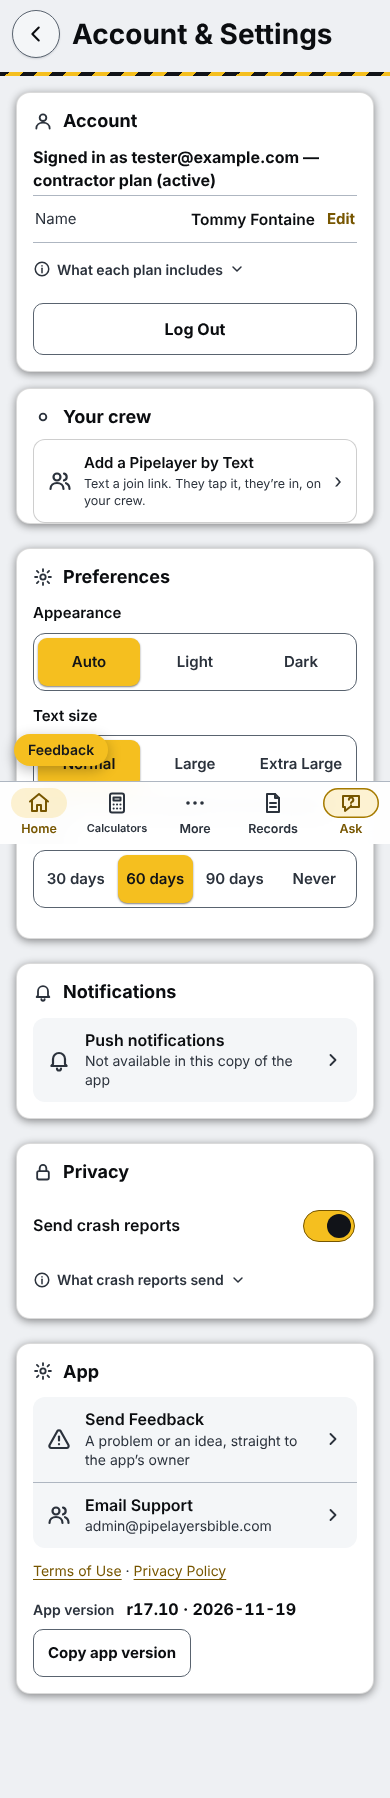 Account & Settings
Account
Signed in as tester@example.com —
contractor plan (active)
Name Tommy Fontaine Edit
What each plan includes
Log Out
Your crew
Add a Pipelayer by Text
Text a join link. They tap it, they’re in, on
your crew.
Preferences
Appearance
Auto Light Dark
Text size
Feedback
Normal Large Extra Large
Home Calculators More Records Ask
30 days 60 days 90 days Never
Notifications
Push notifications
Not available in this copy of the
app
Privacy
Send crash reports
What crash reports send
App
Send Feedback
A problem or an idea, straight to
the app’s owner
Email Support
admin@pipelayersbible.com
Terms of Use · Privacy Policy
App version r17.10 · 2026-11-19
Copy app version